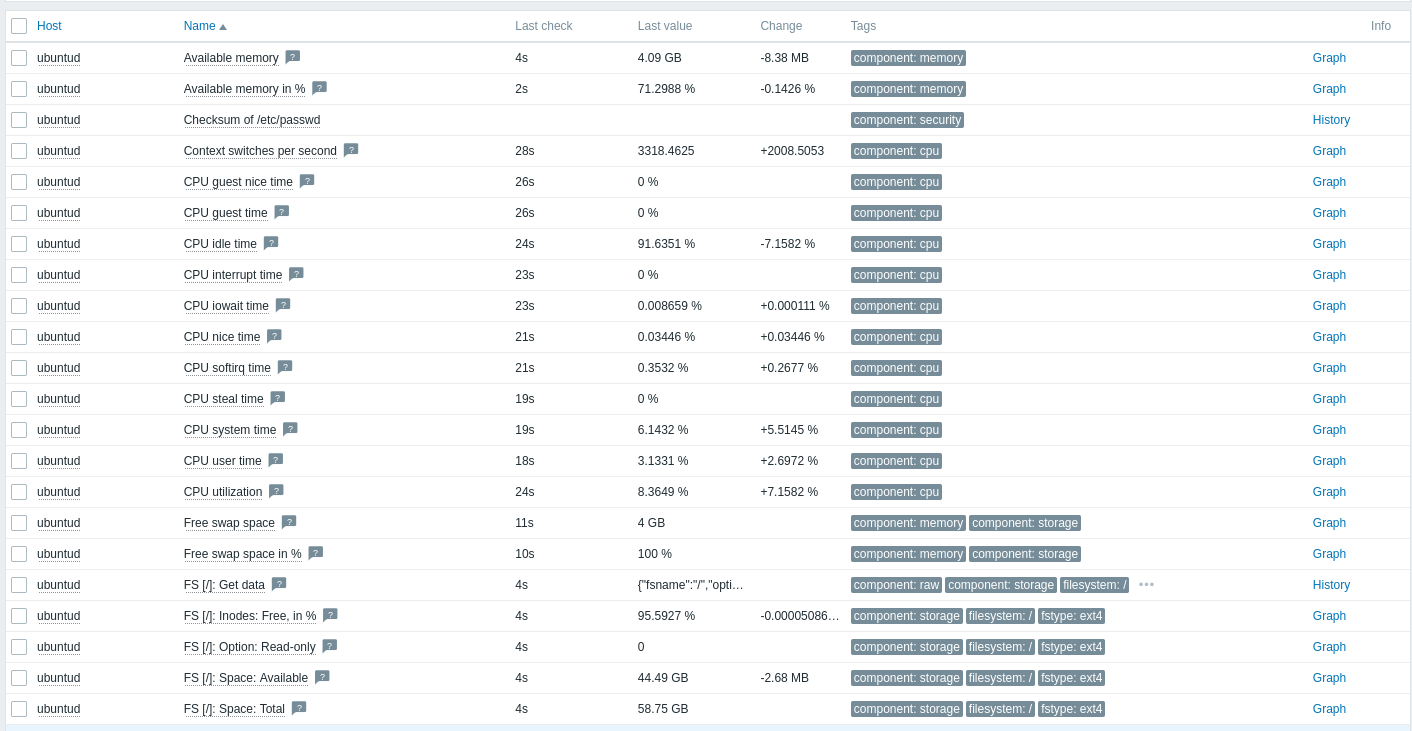 Host Name Last check Last value Change Tags Info
ubuntud Available memory ? 4s 4.09 GB -8.38 MB component: memory Graph
ubuntud Available memory in % ? 2s 71.2988 % -0.1426 % component: memory Graph
ubuntud Checksum of /etc/passwd component: security History
ubuntud Context switches per second ? 28s 3318.4625 +2008.5053 component: cpu Graph
ubuntud CPU guest nice time ? 26s 0 % component: cpu Graph
ubuntud CPU guest time ? 26s 0 % component: cpu Graph
ubuntud CPU idle time ? 24s 91.6351 % -7.1582 % component: cpu Graph
ubuntud CPU interrupt time ? 23s 0 % component: cpu Graph
ubuntud CPU iowait time ? 23s 0.008659 % +0.000111 % component: cpu Graph
ubuntud CPU nice time ? 21s 0.03446 % +0.03446 % component: cpu Graph
ubuntud CPU softirq time ? 21s 0.3532 % +0.2677 % component: cpu Graph
ubuntud CPU steal time ? 19s 0 % component: cpu Graph
ubuntud CPU system time ? 19s 6.1432 % +5.5145 % component: cpu Graph
ubuntud CPU user time ? 18s 3.1331 % +2.6972 % component: cpu Graph
ubuntud CPU utilization ? 24s 8.3649 % +7.1582 % component: cpu Graph
ubuntud Free swap space ? 11s 4 GB component: memory component: storage Graph
ubuntud Free swap space in % ? 10s 100 % component: memory component: storage Graph
ubuntud FS [/]: Get data ? 4s {"fsname":"/","opti… component: raw component: storage filesystem: / ••• History
ubuntud FS [/]: Inodes: Free, in % ? 4s 95.5927 % -0.00005086… component: storage filesystem: / fstype: ext4 Graph
ubuntud FS [/]: Option: Read-only ? 4s 0 component: storage filesystem: / fstype: ext4 Graph
ubuntud FS [/]: Space: Available ? 4s 44.49 GB -2.68 MB component: storage filesystem: / fstype: ext4 Graph
ubuntud FS [/]: Space: Total ? 4s 58.75 GB component: storage filesystem: / fstype: ext4 Graph